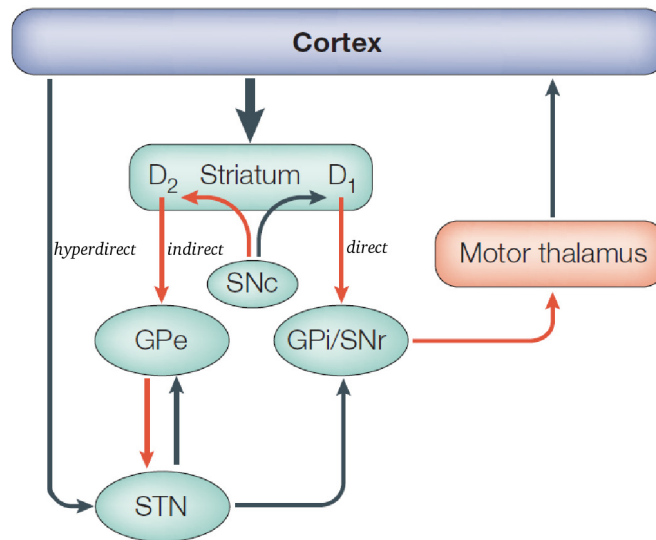 Cortex
D2 Striatum D1
hyperdirect indirect direct
SNc
Motor thalamus
GPe GPi/SNr
STN